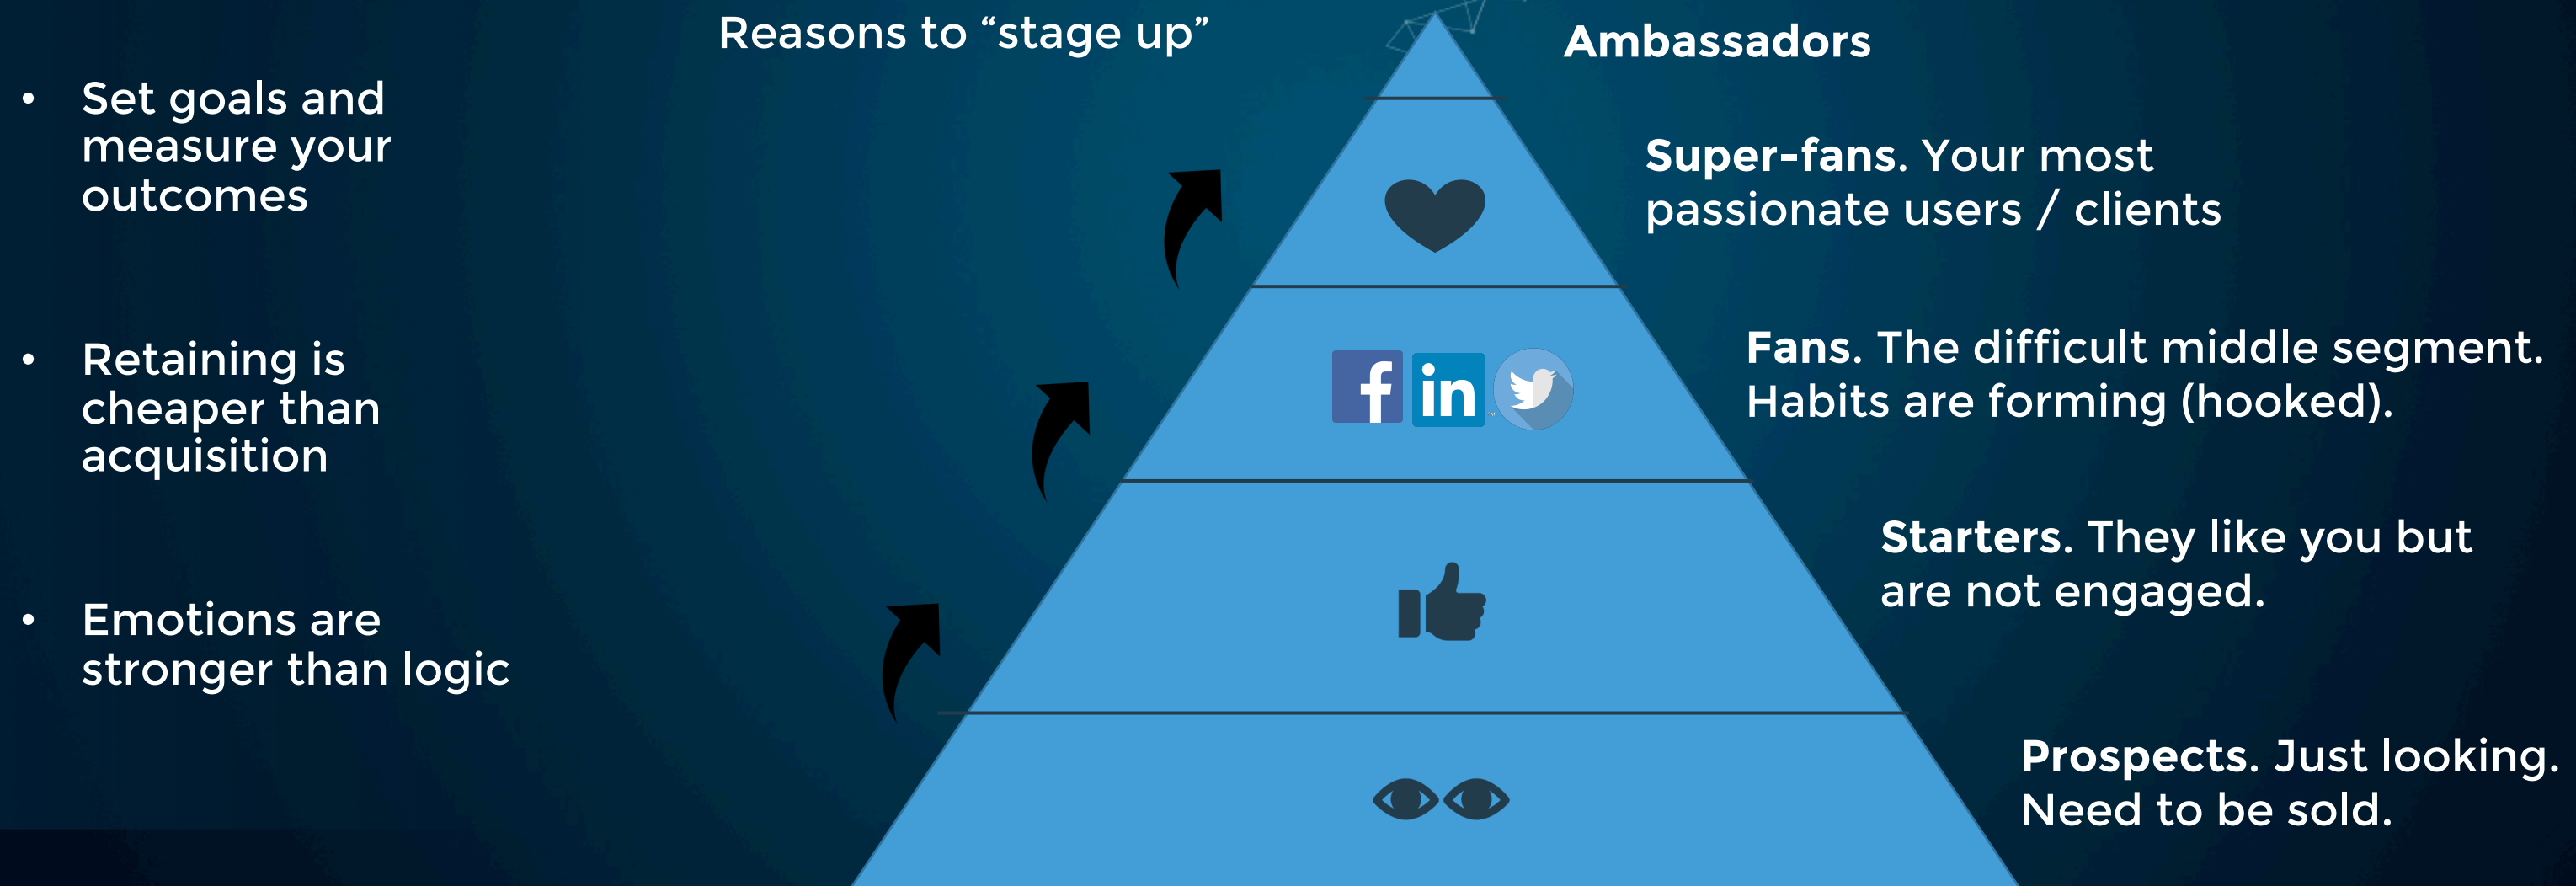 Reasons to “stage up”
• Set goals and
measure your
outcomes
• Retaining is
cheaper than
acquisition
• Emotions are
stronger than logic
Ambassadors
Super-fans. Your most
passionate users / clients
f in
Fans. The difficult middle segment.
Habits are forming (hooked).
Starters. They like you but
are not engaged.
Prospects. Just looking.
Need to be sold.